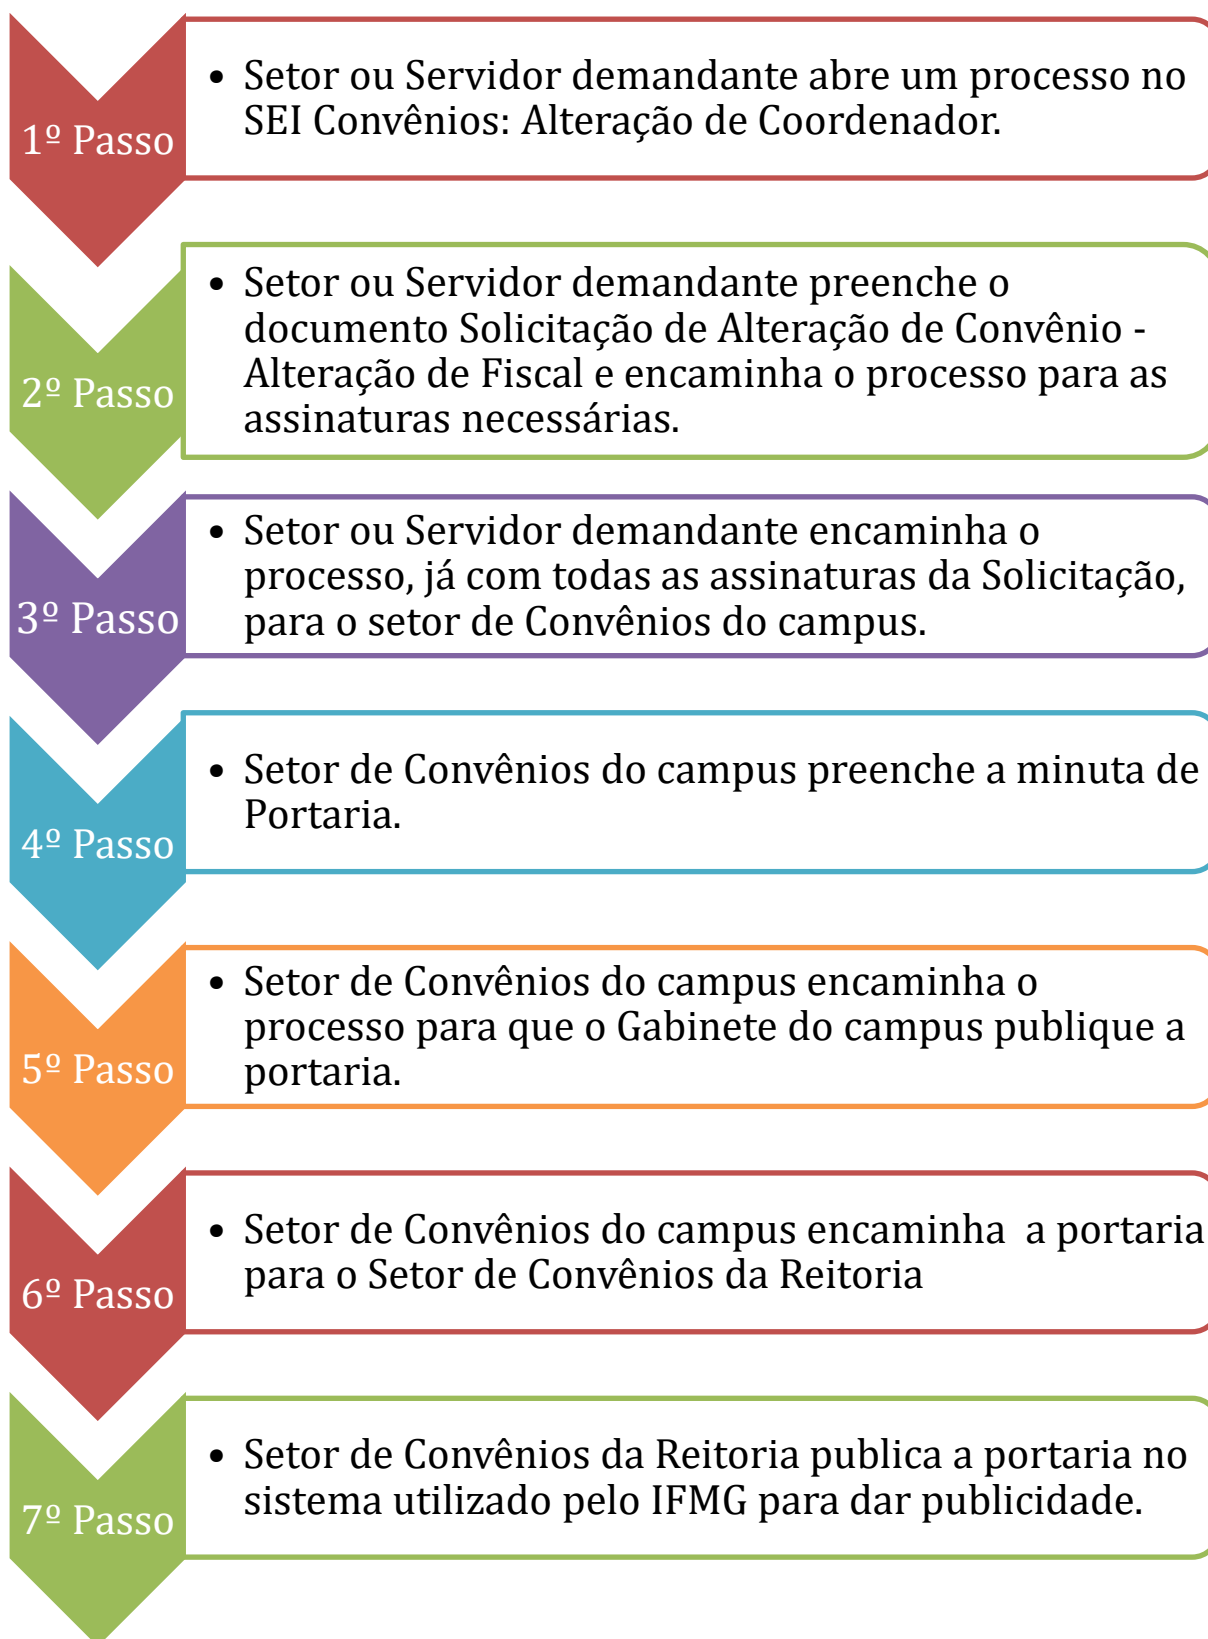 1º Passo
• Setor ou Servidor demandante abre um processo no
SEI Convênios: Alteração de Coordenador.
2º Passo
• Setor ou Servidor demandante preenche o
documento Solicitação de Alteração de Convênio -
Alteração de Fiscal e encaminha o processo para as
assinaturas necessárias.
3º Passo
• Setor ou Servidor demandante encaminha o
processo, já com todas as assinaturas da Solicitação,
para o setor de Convênios do campus.
4º Passo
• Setor de Convênios do campus preenche a minuta de
Portaria.
5º Passo
• Setor de Convênios do campus encaminha o
processo para que o Gabinete do campus publique a
portaria.
6º Passo
• Setor de Convênios do campus encaminha  a portaria
para o Setor de Convênios da Reitoria
7º Passo
• Setor de Convênios da Reitoria publica a portaria no
sistema utilizado pelo IFMG para dar publicidade.